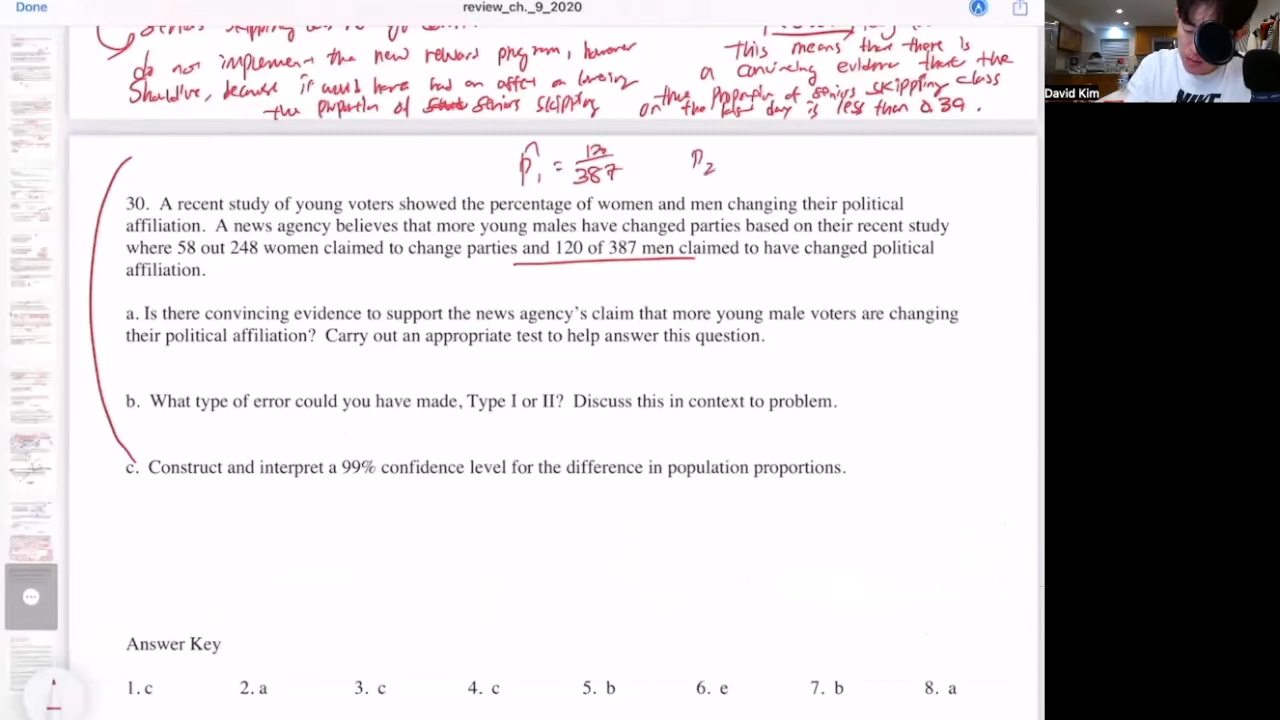 Done
review_ch._9_2020
do not implement the new reward program, however
Should've, because it would have had an effect on lowering
the proportion of seniors skipping
This means that there is
a convincing evidence that the
true proportion of seniors skipping class
on the last day is less than 0.39.
David Kim
NIKE
p̂₁ = 120/387
30. A recent study of young voters showed the percentage of women and men changing their political
affiliation. A news agency believes that more young males have changed parties based on their recent study
where 58 out 248 women claimed to change parties and 120 of 387 men claimed to have changed political
affiliation.
a. Is there convincing evidence to support the news agency's claim that more young male voters are changing
their political affiliation? Carry out an appropriate test to help answer this question.
b. What type of error could you have made, Type I or II? Discuss this in context to problem.
c. Construct and interpret a 99% confidence level for the difference in population proportions.
Answer Key
1. c 2. a 3. c 4. c 5. b 6. e 7. b 8. a